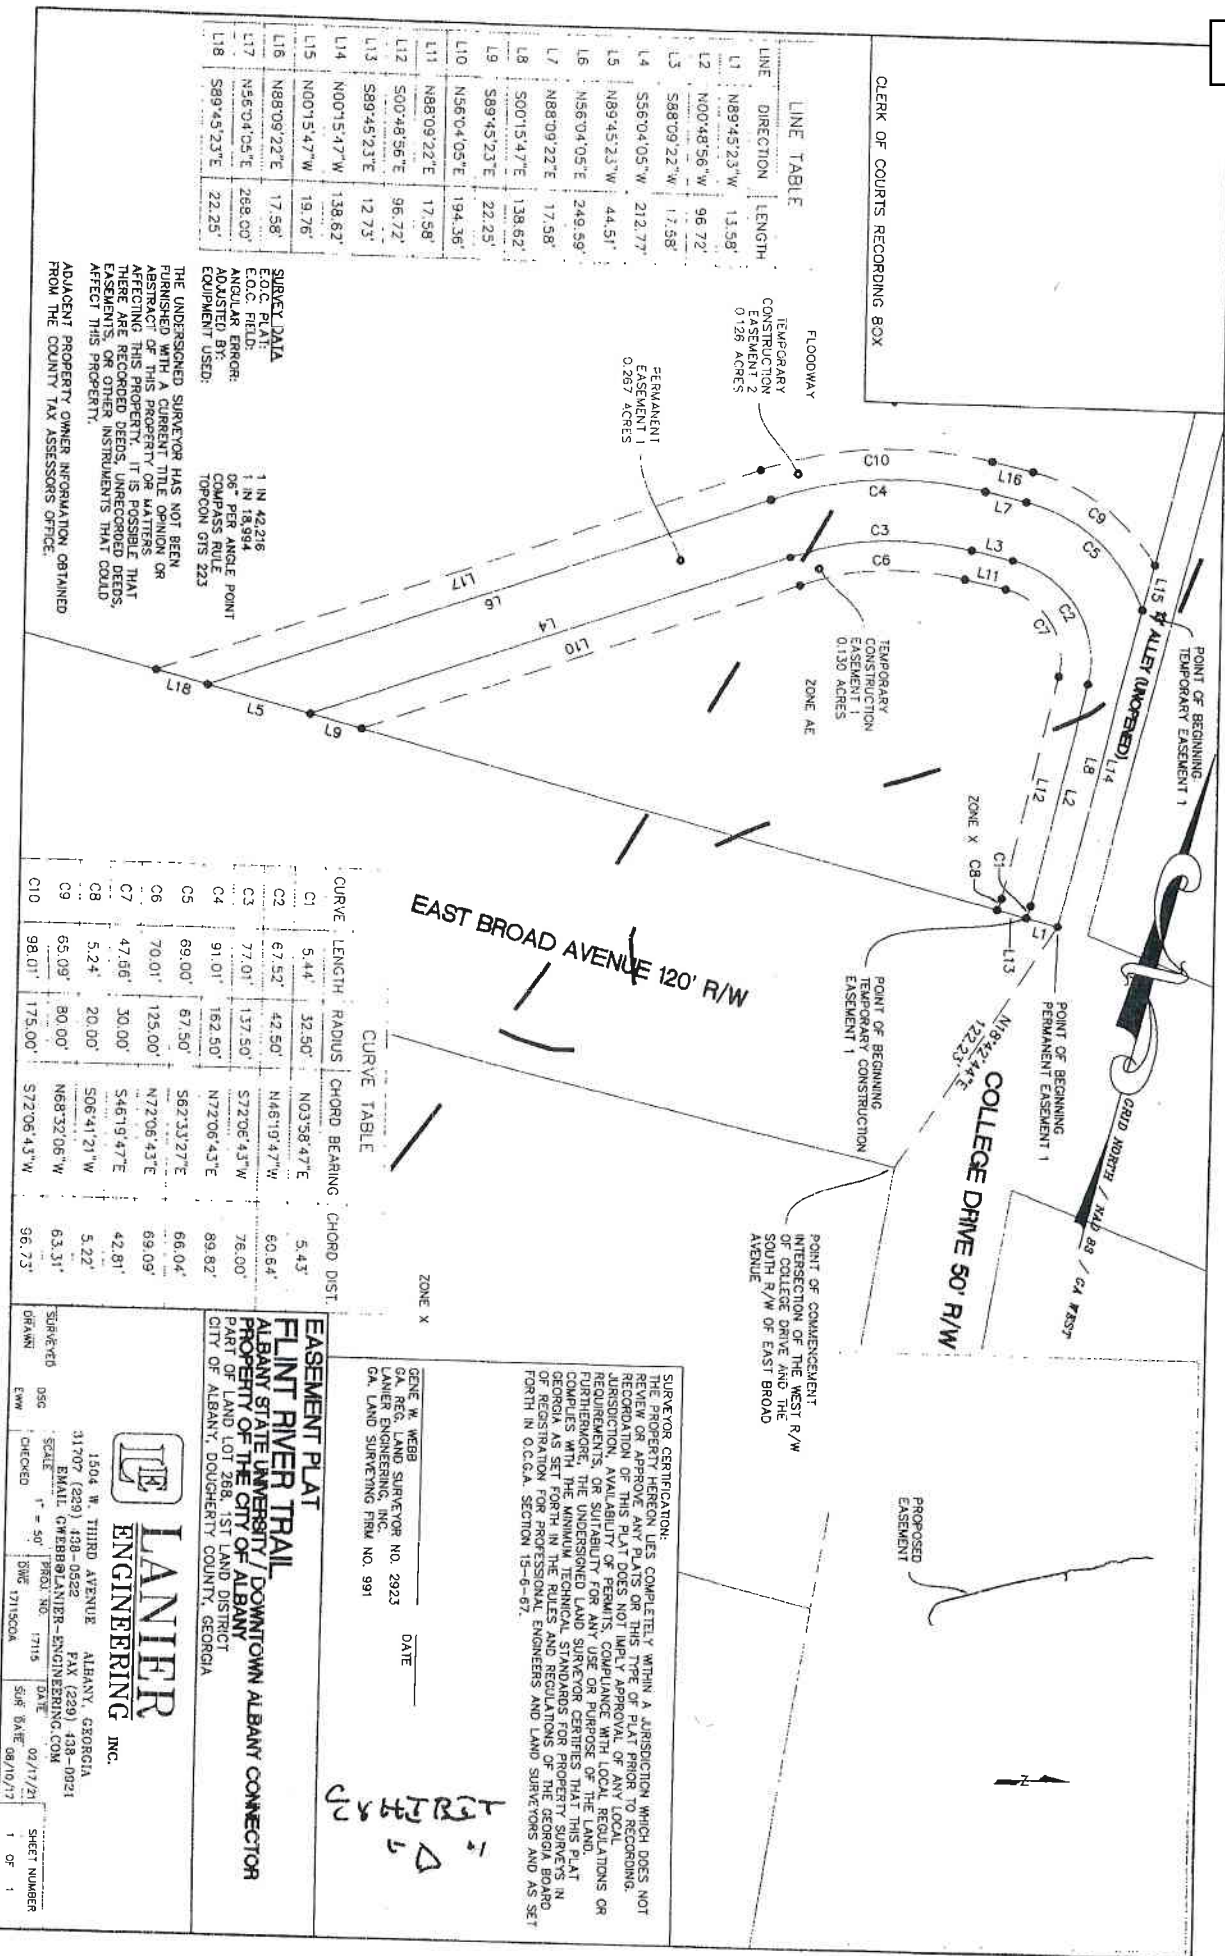 CLERK OF COURTS RECORDING BOX
LINE TABLE
LINE DIRECTION LENGTH
L1 N89°45'23"W 13.58'
L2 N00°48'56"W 96.72'
L3 S88°09'22"W 17.58'
L4 S56°04'05"W 212.77'
L5 N89°45'23"W 44.51'
L6 N56°04'05"E 249.59'
L7 N88°09'22"E 17.58'
L8 S00°15'47"E 138.62'
L9 S89°45'23"E 22.25'
L10 N56°04'05"E 194.36'
L11 N88°09'22"E 17.58'
L12 S00°48'56"E 96.72'
L13 S89°45'23"E 12.73'
L14 N00°15'47"W 138.62'
L15 N00°15'47"W 19.76'
L16 N88°09'22"E 17.58'
L17 N56°04'05"E 268.00'
L18 S89°45'23"E 22.25'
SURVEY DATA
E.O.C. PLAT: 1 IN 42,216
E.O.C. FIELD: 1 IN 18,994
ANGULAR ERROR: 06" PER ANGLE POINT
ADJUSTED BY: COMPASS RULE
EQUIPMENT USED: TOPCON GTS 223
THE UNDERSIGNED SURVEYOR HAS NOT BEEN
FURNISHED WITH A CURRENT TITLE OPINION OR
ABSTRACT OF THIS PROPERTY OR MATTERS
AFFECTING THIS PROPERTY. IT IS POSSIBLE THAT
THERE ARE RECORDED DEEDS, UNRECORDED DEEDS,
EASEMENTS, OR OTHER INSTRUMENTS THAT COULD
AFFECT THIS PROPERTY.
ADJACENT PROPERTY OWNER INFORMATION OBTAINED
FROM THE COUNTY TAX ASSESSORS OFFICE.
FLOODWAY
TEMPORARY
CONSTRUCTION
EASEMENT 2
0.126 ACRES
PERMANENT
EASEMENT 1
0.267 ACRES
TEMPORARY
CONSTRUCTION
EASEMENT 1
0.130 ACRES
ZONE AE
POINT OF BEGINNING
TEMPORARY EASEMENT 1
ALLEY (UNOPENED)
C10
L16
C9
L15
C4
L7
C5
C3
L3
C2
C6
L11
C7
L14
L8
L2
L12
L17
L6
L4
L10
L18
L5
L9
ZONE X
C8
C1
L1
L13
POINT OF BEGINNING
PERMANENT EASEMENT 1
POINT OF BEGINNING
TEMPORARY CONSTRUCTION
EASEMENT 1
N18°42'44"E
122.23'
COLLEGE DRIVE 50' R/W
GRID NORTH / NAD 83 / GA WEST
EAST BROAD AVENUE 120' R/W
POINT OF COMMENCEMENT
INTERSECTION OF THE WEST R/W
OF COLLEGE DRIVE AND THE
SOUTH R/W OF EAST BROAD
AVENUE
ZONE X
CURVE TABLE
CURVE LENGTH RADIUS CHORD BEARING CHORD DIST.
C1 5.44' 32.50' N03°58'47"E 5.43'
C2 67.52' 42.50' N46°19'47"W 60.64'
C3 77.01' 137.50' S72°06'43"W 76.00'
C4 91.01' 162.50' N72°06'43"E 89.82'
C5 69.00' 67.50' S62°33'27"E 66.04'
C6 70.01' 125.00' N72°06'43"E 69.09'
C7 47.56' 30.00' S46°19'47"E 42.81'
C8 5.24' 20.00' S06°41'21"W 5.22'
C9 65.09' 80.00' N68°32'06"W 63.31'
C10 98.01' 175.00' S72°06'43"W 96.73'
PROPOSED
EASEMENT
N
SURVEYOR CERTIFICATION:
THE PROPERTY HEREON LIES COMPLETELY WITHIN A JURISDICTION WHICH DOES NOT
REVIEW OR APPROVE ANY PLATS OR THIS TYPE OF PLAT PRIOR TO RECORDING.
RECORDATION OF THIS PLAT DOES NOT IMPLY APPROVAL OF ANY LOCAL
JURISDICTION, AVAILABILITY OF PERMITS, COMPLIANCE WITH LOCAL REGULATIONS OR
REQUIREMENTS, OR SUITABILITY FOR ANY USE OR PURPOSE OF THE LAND.
FURTHERMORE, THE UNDERSIGNED LAND SURVEYOR CERTIFIES THAT THIS PLAT
COMPLIES WITH THE MINIMUM TECHNICAL STANDARDS FOR PROPERTY SURVEYS IN
GEORGIA AS SET FORTH IN THE RULES AND REGULATIONS OF THE GEORGIA BOARD
OF REGISTRATION FOR PROFESSIONAL ENGINEERS AND LAND SURVEYORS AND AS SET
FORTH IN O.C.G.A. SECTION 15-6-67.
GENE W. WEBB DATE
GA. REG. LAND SURVEYOR NO. 2923
LANIER ENGINEERING, INC.
GA. LAND SURVEYING FIRM NO. 991
EXHIBIT
EASEMENT PLAT
FLINT RIVER TRAIL
ALBANY STATE UNIVERSITY / DOWNTOWN ALBANY CONNECTOR
PROPERTY OF THE CITY OF ALBANY
PART OF LAND LOT 268, 1ST LAND DISTRICT
CITY OF ALBANY, DOUGHERTY COUNTY, GEORGIA
LE LANIER
ENGINEERING INC.
1504 W. THIRD AVENUE ALBANY, GEORGIA
31707 (229) 438-0522 FAX (229) 438-0921
EMAIL GWEBB@LANIER-ENGINEERING.COM
SURVEYED DSG SCALE 1" = 50' PROJ. NO. 17115 DATE 02/17/21 SHEET NUMBER
DRAWN EWW CHECKED DWG 17115COA SUR DATE 08/10/17 1 OF 1